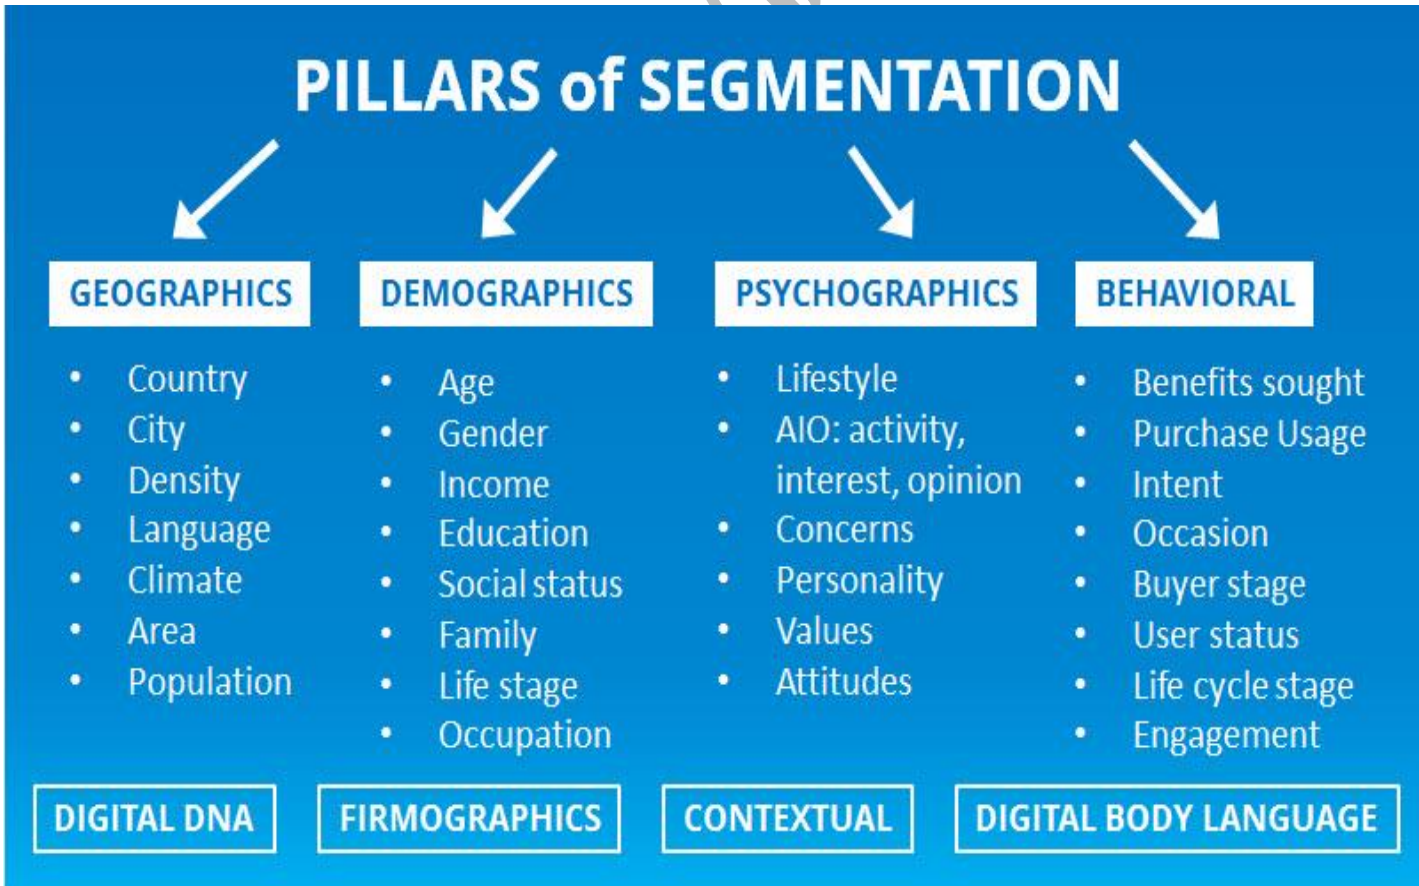 PILLARS of SEGMENTATION
GEOGRAPHICS
• Country
• City
• Density
• Language
• Climate
• Area
• Population
DEMOGRAPHICS
• Age
• Gender
• Income
• Education
• Social status
• Family
• Life stage
• Occupation
PSYCHOGRAPHICS
• Lifestyle
• AIO: activity,
interest, opinion
• Concerns
• Personality
• Values
• Attitudes
BEHAVIORAL
• Benefits sought
• Purchase Usage
• Intent
• Occasion
• Buyer stage
• User status
• Life cycle stage
• Engagement
DIGITAL DNA
FIRMOGRAPHICS
CONTEXTUAL
DIGITAL BODY LANGUAGE